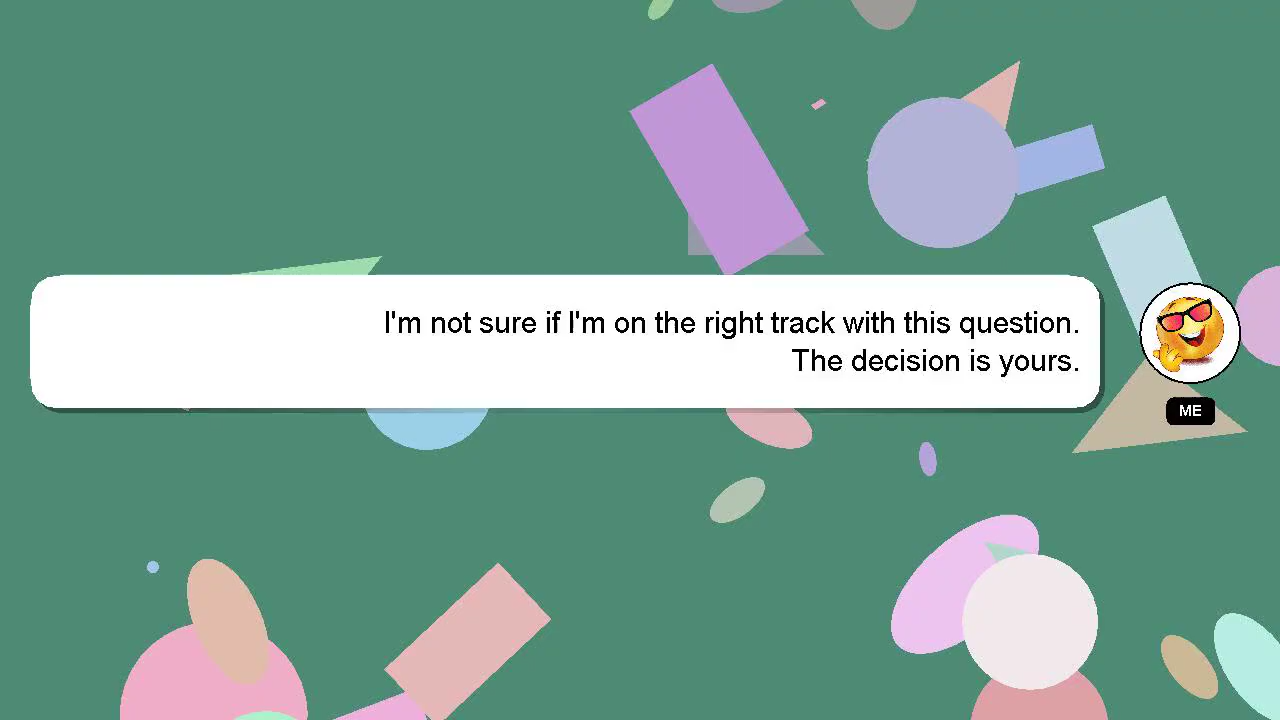 I'm not sure if I'm on the right track with this question.
The decision is yours.
ME